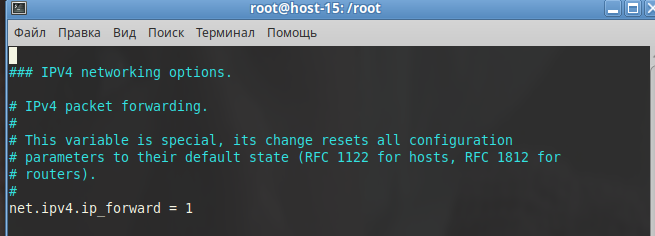 root@host-15: /root
Файл Правка Вид Поиск Терминал Помощь
### IPV4 networking options.
# IPv4 packet forwarding.
#
# This variable is special, its change resets all configuration
# parameters to their default state (RFC 1122 for hosts, RFC 1812 for
# routers).
#
net.ipv4.ip_forward = 1